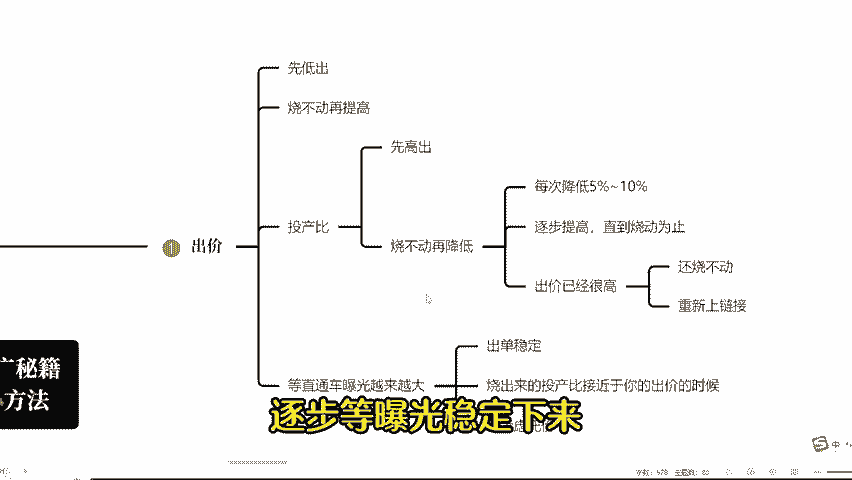 先低出
烧不动再提高
先高出
每次降低5%~10%
逐步提高，直到烧动为止
投产比
出价
烧不动再降低
还烧不动
出价已经很高
重新上链接
出单稳定
秘籍
等直通车曝光越来越大
烧出来的投产比接近于你的出价的时候
方法
逐步等曝光稳定下来
中